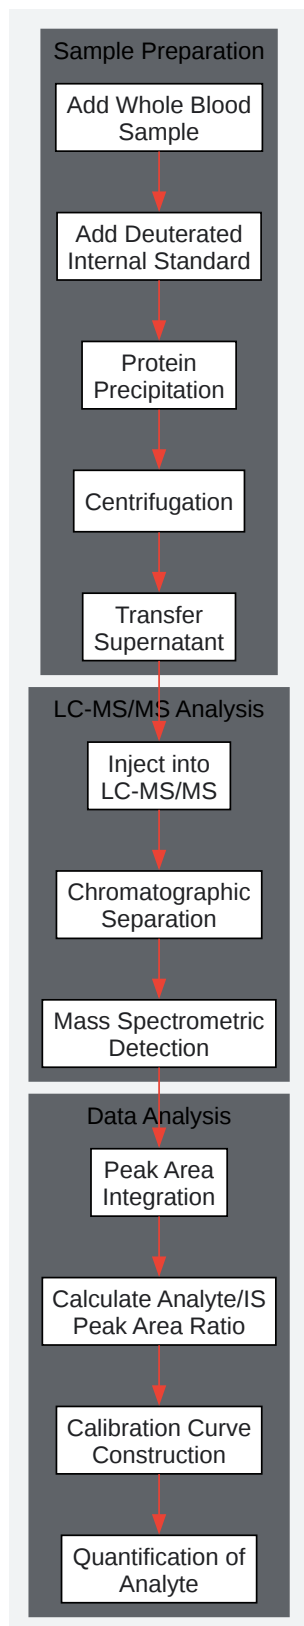 Sample Preparation
Add Whole Blood
Sample
Add Deuterated
Internal Standard
Protein
Precipitation
Centrifugation
Transfer
Supernatant
LC-MS/MS Analysis
Inject into
LC-MS/MS
Chromatographic
Separation
Mass Spectrometric
Detection
Data Analysis
Peak Area
Integration
Calculate Analyte/IS
Peak Area Ratio
Calibration Curve
Construction
Quantification of
Analyte